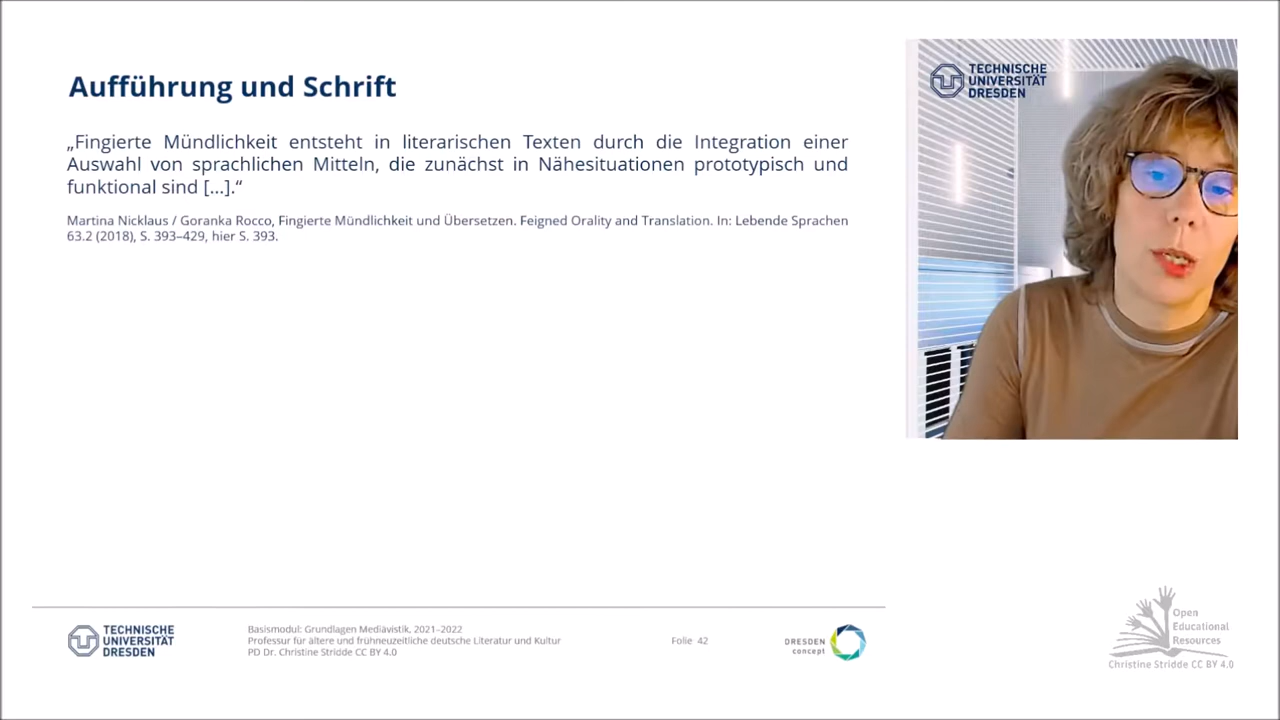 Aufführung und Schrift
„Fingierte Mündlichkeit entsteht in literarischen Texten durch die Integration einer
Auswahl von sprachlichen Mitteln, die zunächst in Nähesituationen prototypisch und
funktional sind [...].“
Martina Nicklaus / Goranka Rocco, Fingierte Mündlichkeit und Übersetzen. Feigned Orality and Translation. In: Lebende Sprachen
63.2 (2018), S. 393–429, hier S. 393.
TECHNISCHE
UNIVERSITÄT
DRESDEN
TECHNISCHE
UNIVERSITÄT
DRESDEN
Basismodul: Grundlagen Mediävistik, 2021–2022
Professur für ältere und frühneuzeitliche deutsche Literatur und Kultur
PD Dr. Christine Stridde CC BY 4.0
Folie 42
DRESDEN
concept
Open
Educational
Resources
Christine Stridde CC BY 4.0